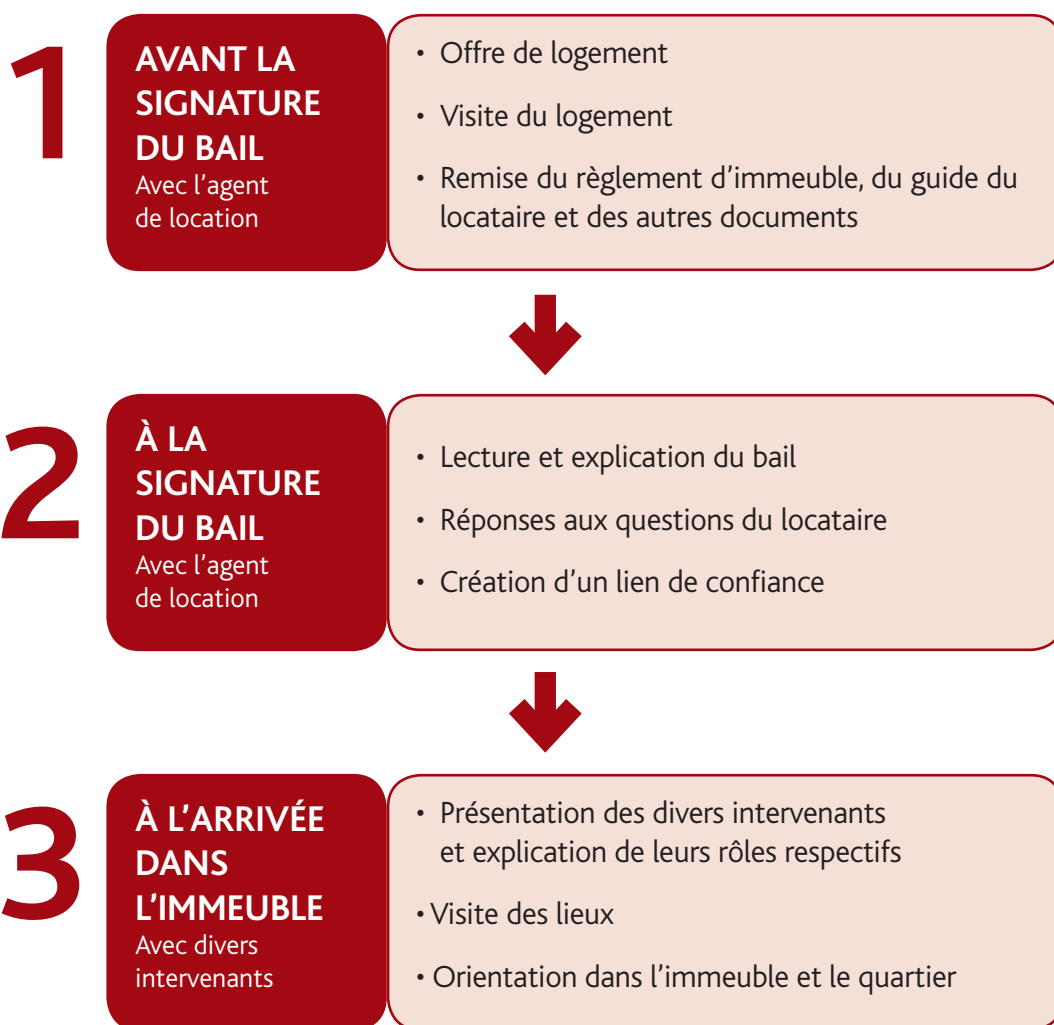 1
AVANT LA
SIGNATURE
DU BAIL
Avec l'agent
de location
• Offre de logement
• Visite du logement
• Remise du règlement d'immeuble, du guide du
locataire et des autres documents
2
À LA
SIGNATURE
DU BAIL
Avec l'agent
de location
• Lecture et explication du bail
• Réponses aux questions du locataire
• Création d'un lien de confiance
3
À L'ARRIVÉE
DANS
L'IMMEUBLE
Avec divers
intervenants
• Présentation des divers intervenants
et explication de leurs rôles respectifs
• Visite des lieux
• Orientation dans l'immeuble et le quartier